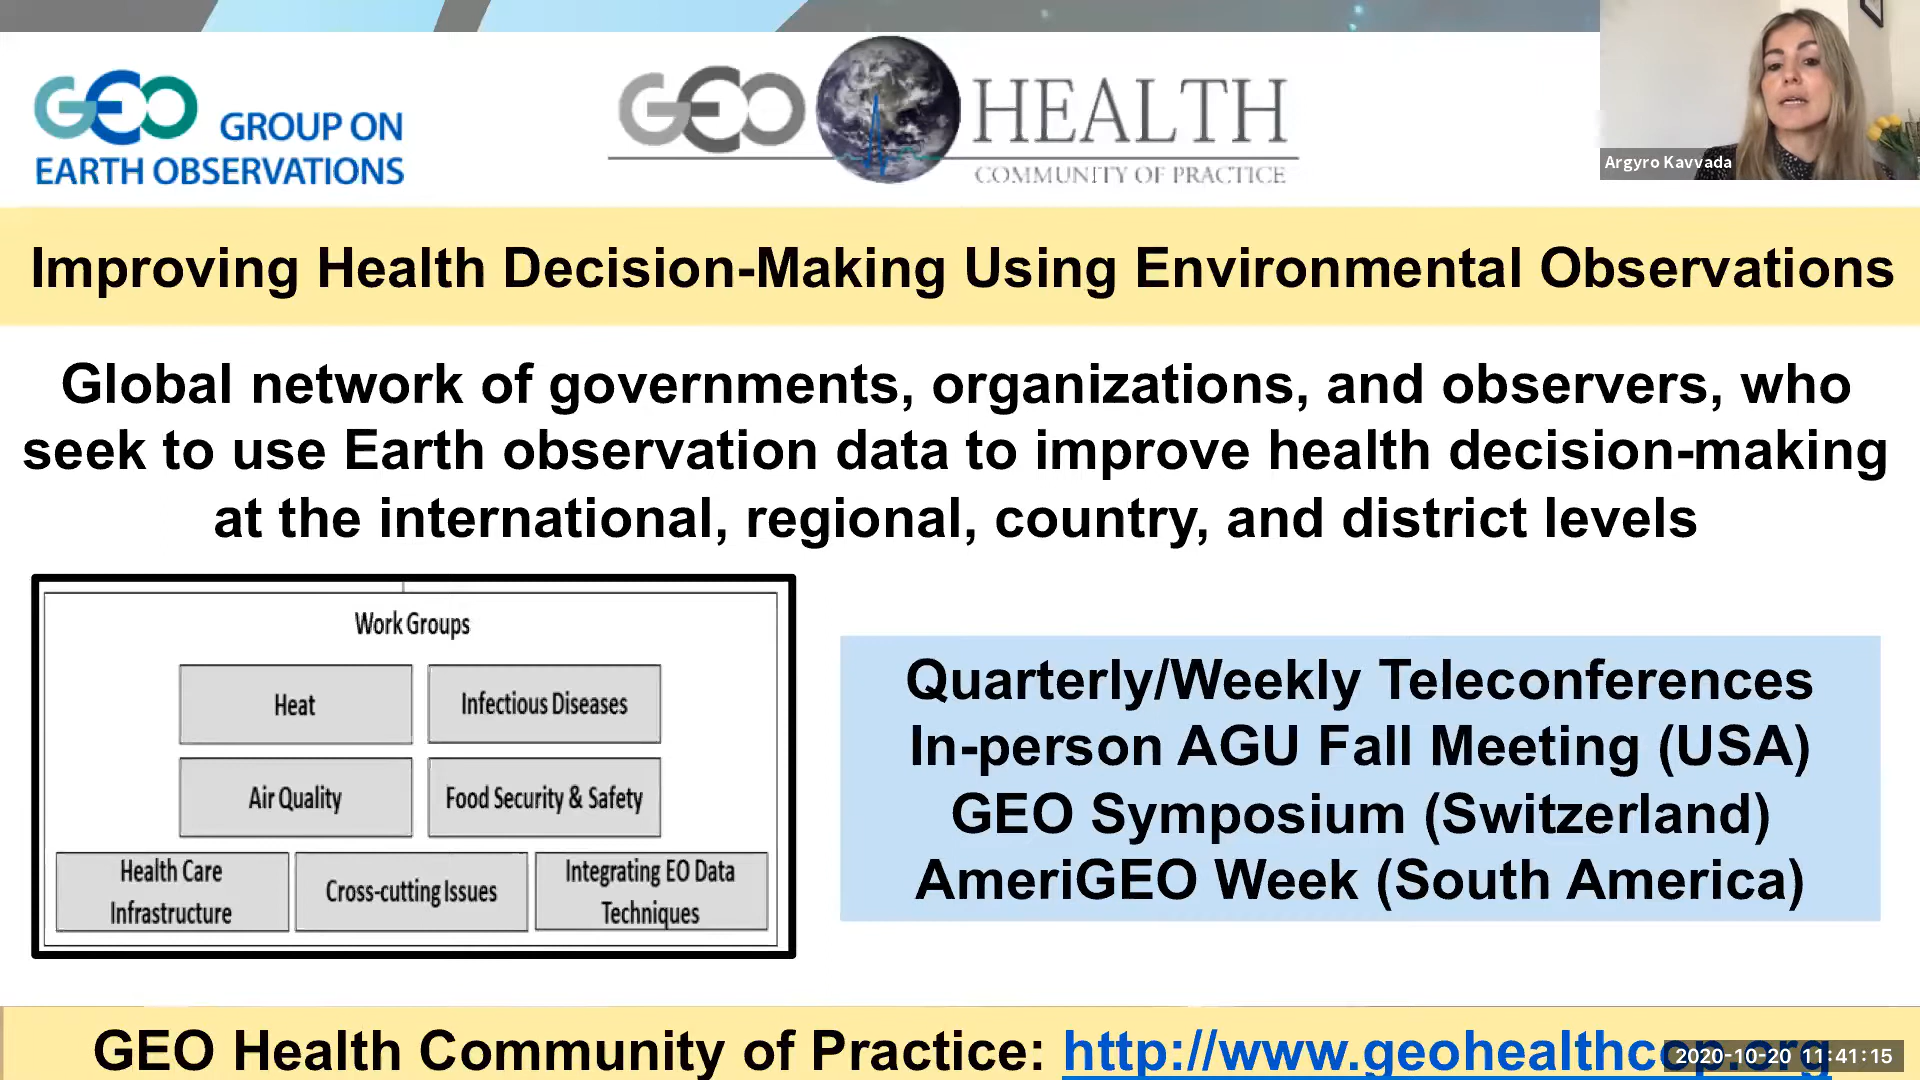 GEO GROUP ON
EARTH OBSERVATIONS
GEO HEALTH
COMMUNITY OF PRACTICE
Argyro Kavvada
Improving Health Decision-Making Using Environmental Observations
Global network of governments, organizations, and observers, who
seek to use Earth observation data to improve health decision-making
at the international, regional, country, and district levels
Work Groups
Heat
Infectious Diseases
Air Quality
Food Security & Safety
Health Care
Infrastructure
Cross-cutting Issues
Integrating EO Data
Techniques
Quarterly/Weekly Teleconferences
In-person AGU Fall Meeting (USA)
GEO Symposium (Switzerland)
AmeriGEO Week (South America)
GEO Health Community of Practice: http://www.geohealthcop.org
2020-10-20 11:41:15